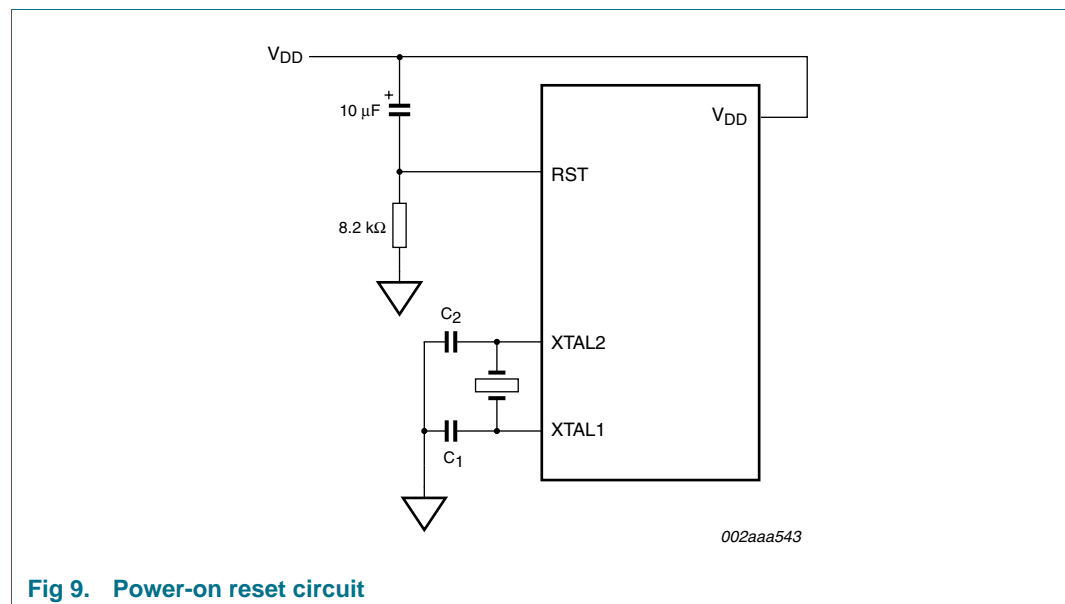 VDD
+
10 μF
VDD
RST
8.2 kΩ
C2
XTAL2
XTAL1
C1
002aaa543
Fig 9. Power-on reset circuit